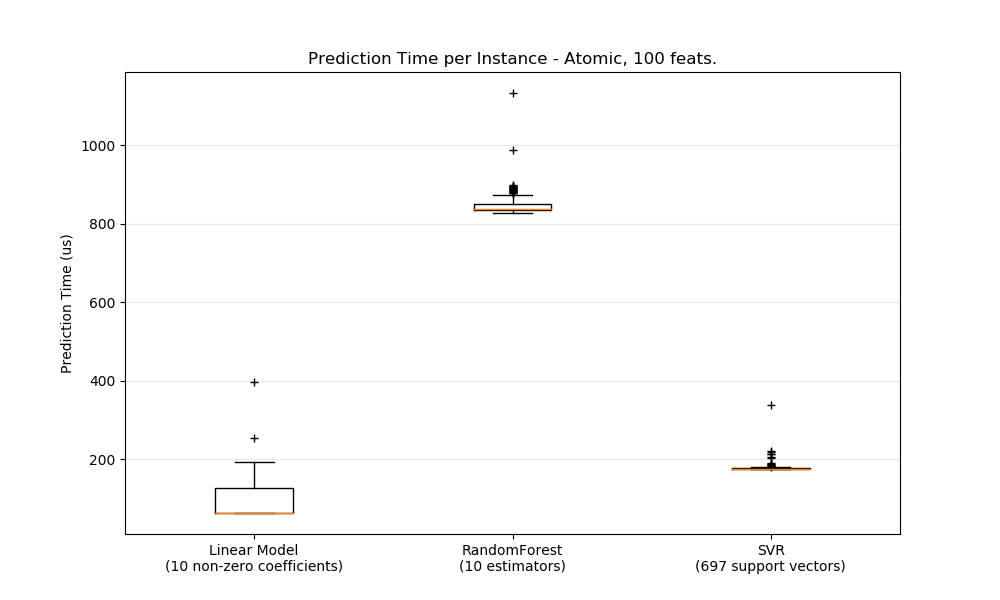 Prediction Time per Instance - Atomic, 100 feats.
Prediction Time (us)
1000
800
600
400
200
Linear Model
(10 non-zero coefficients)
RandomForest
(10 estimators)
SVR
(697 support vectors)